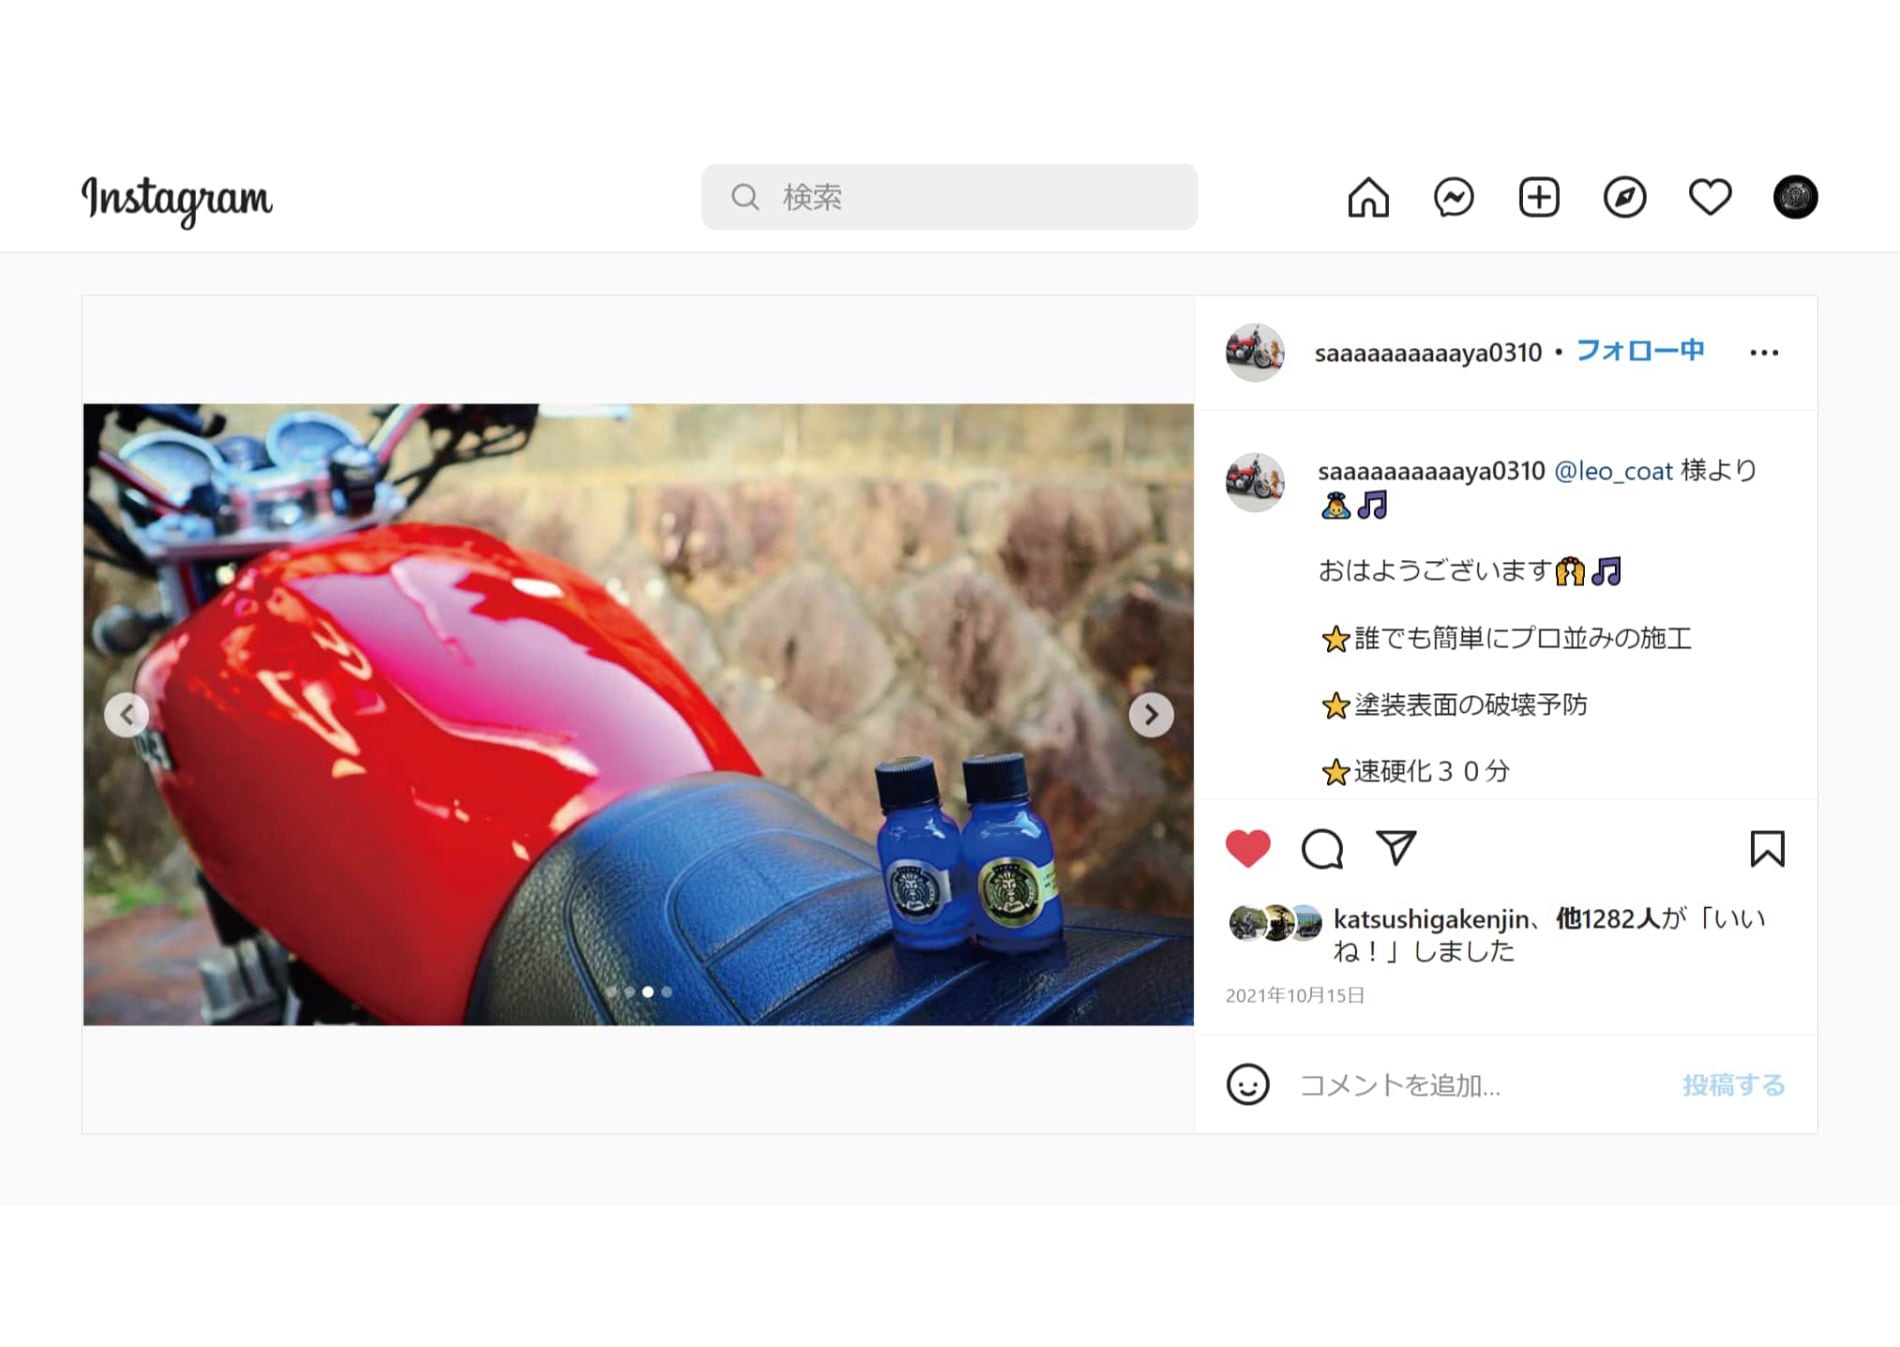 Instagram
検索
saaaaaaaaaaya0310 • フォロー中
saaaaaaaaaaya0310 @leo_coat 様より
🙇🎵
おはようございます🙌🎵
⭐誰でも簡単にプロ並みの施工
⭐塗装表面の破壊予防
⭐速硬化３０分
katsushigakenjin、他1282人が「いい
ね！」しました
2021年10月15日
コメントを追加...
投稿する